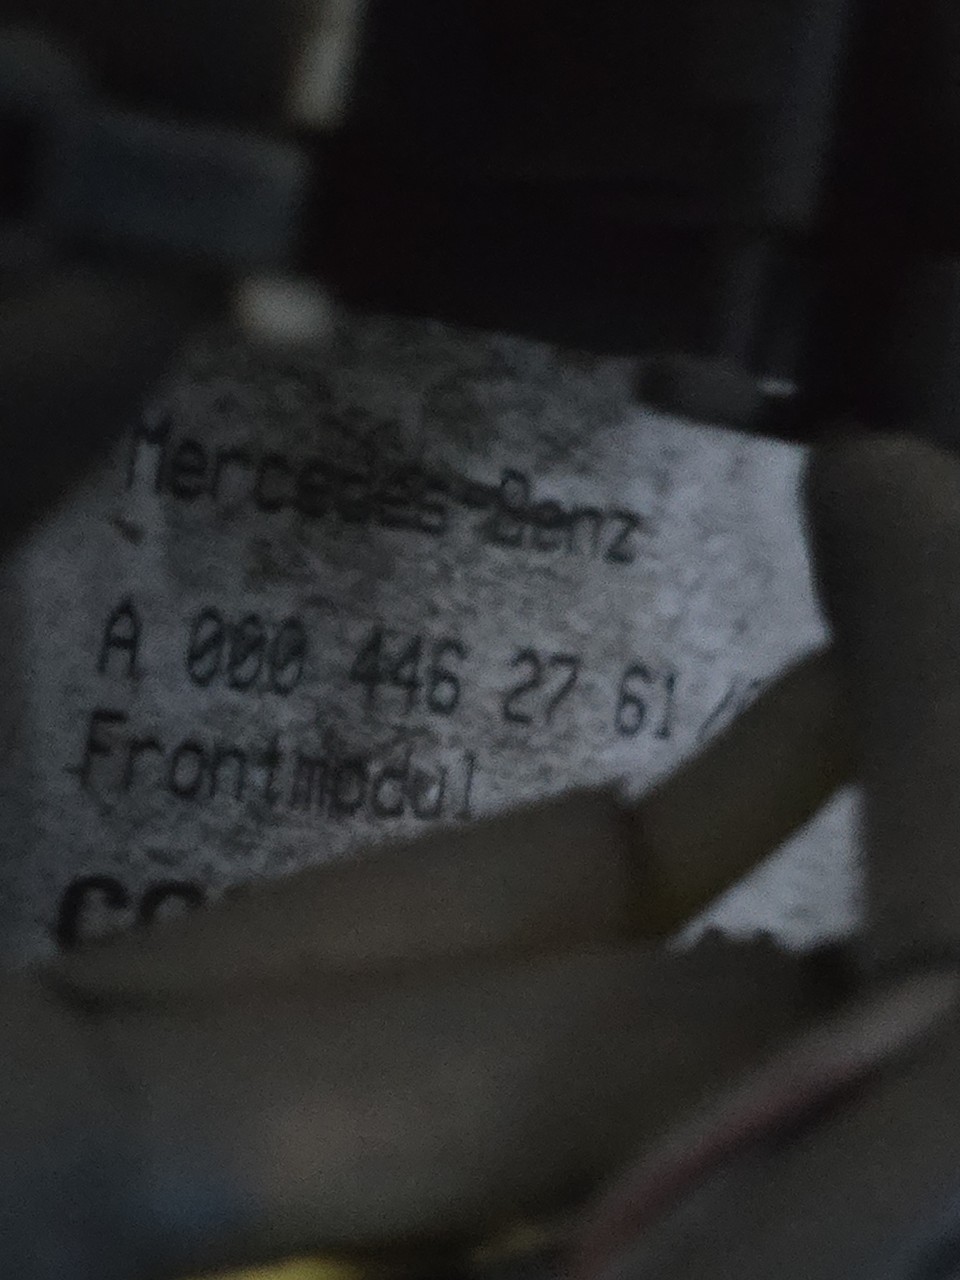 Mercedes-Benz
A 000 446 27 61
Frontmodul